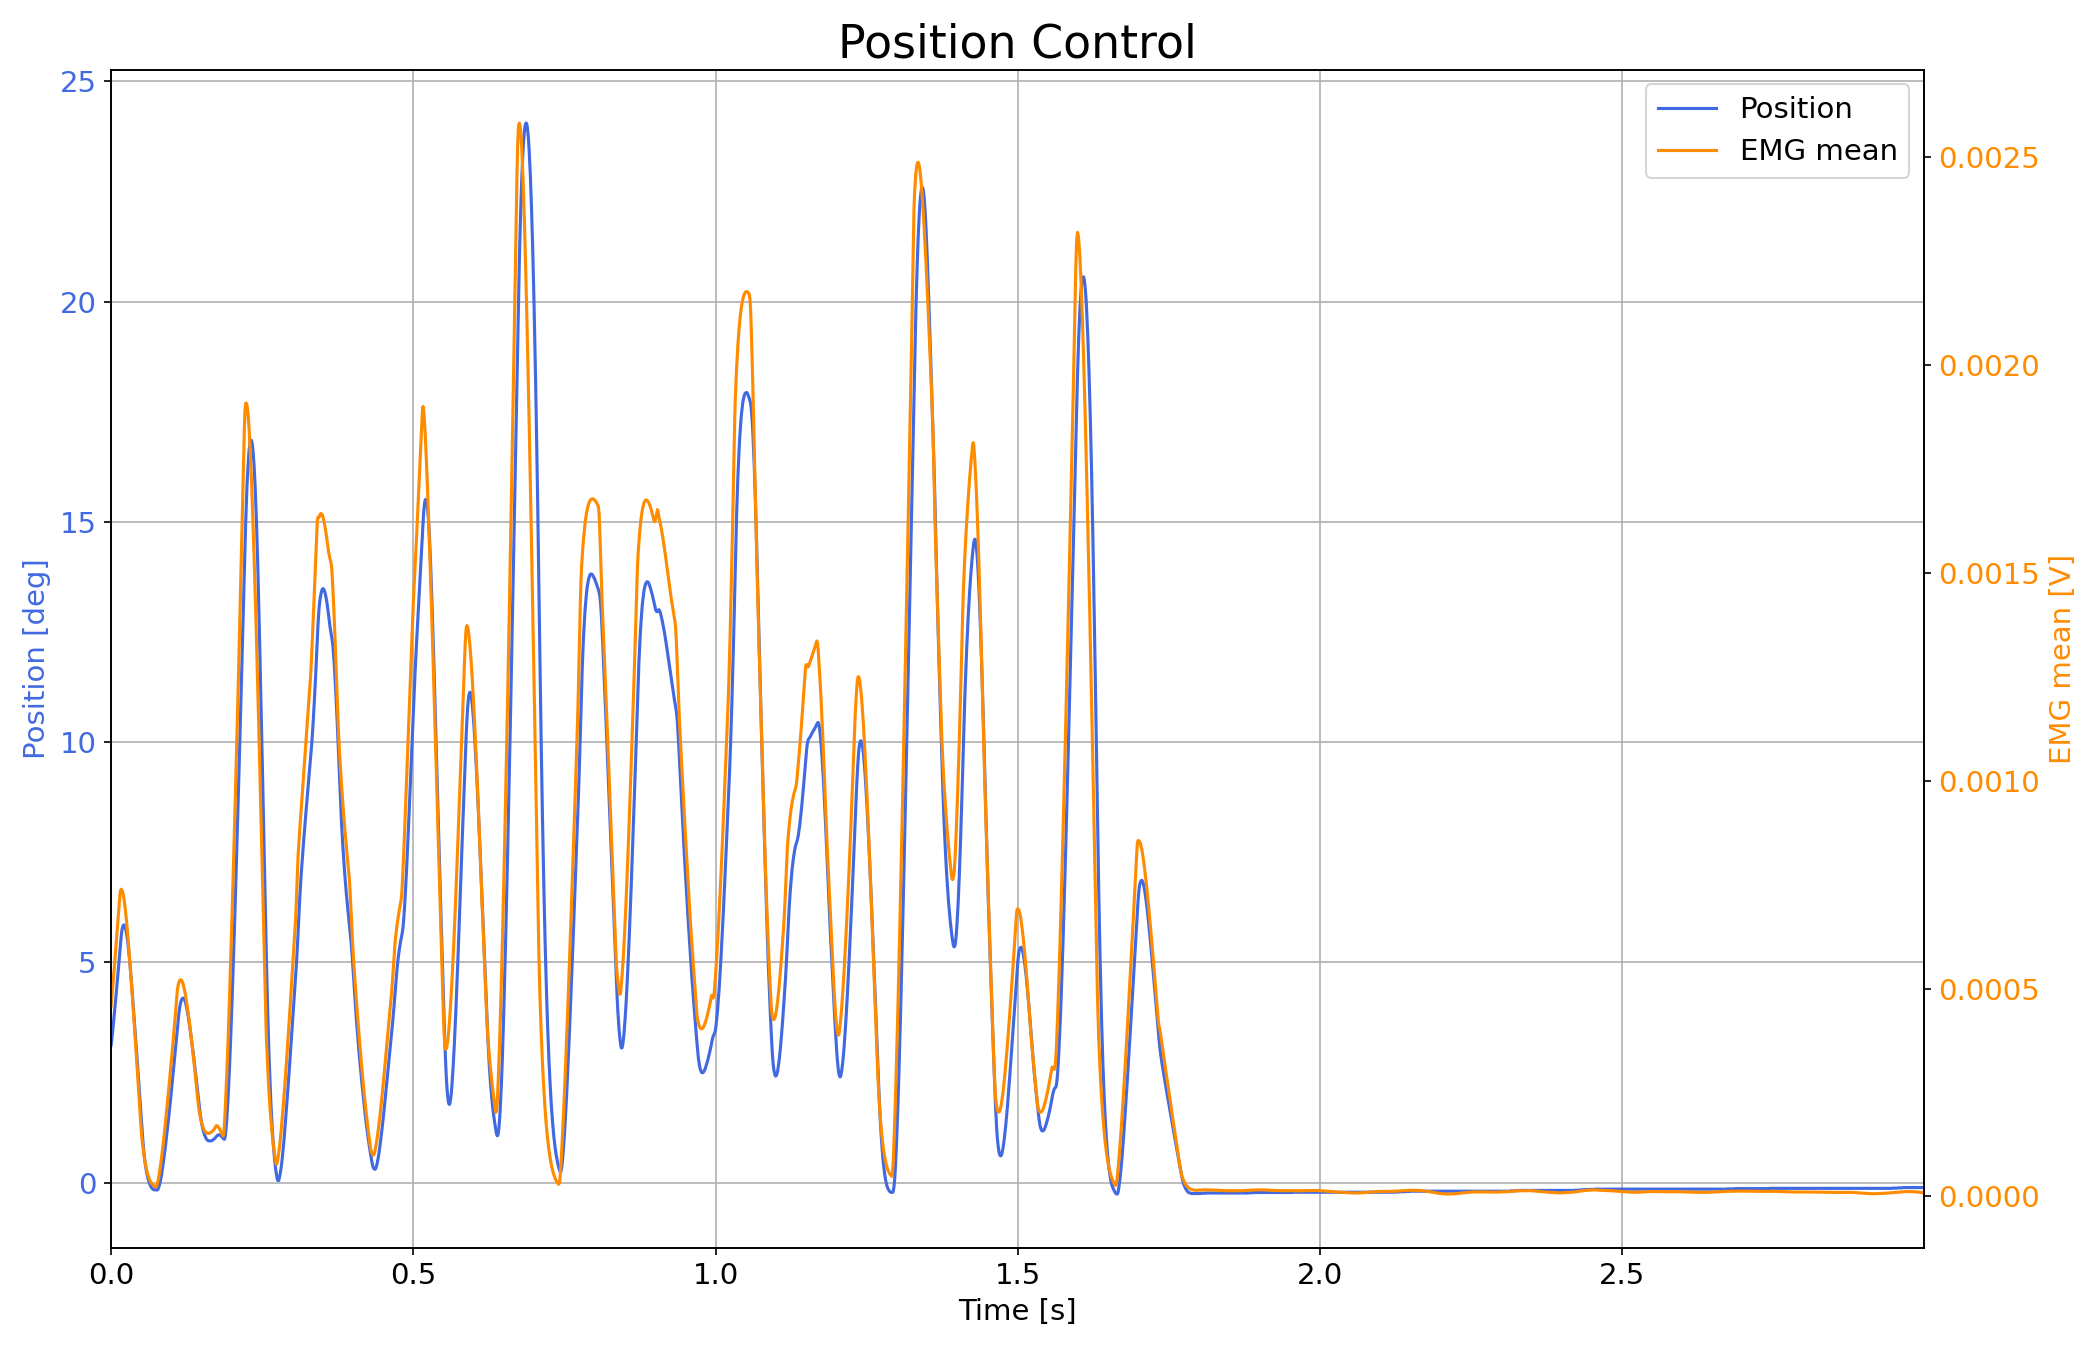 Position Control
25
20
15
10
5
0
Position [deg]
Position
EMG mean
0.0025
0.0020
0.0015
0.0010
0.0005
0.0000
EMG mean [V]
0.0 0.5 1.0 1.5 2.0 2.5
Time [s]